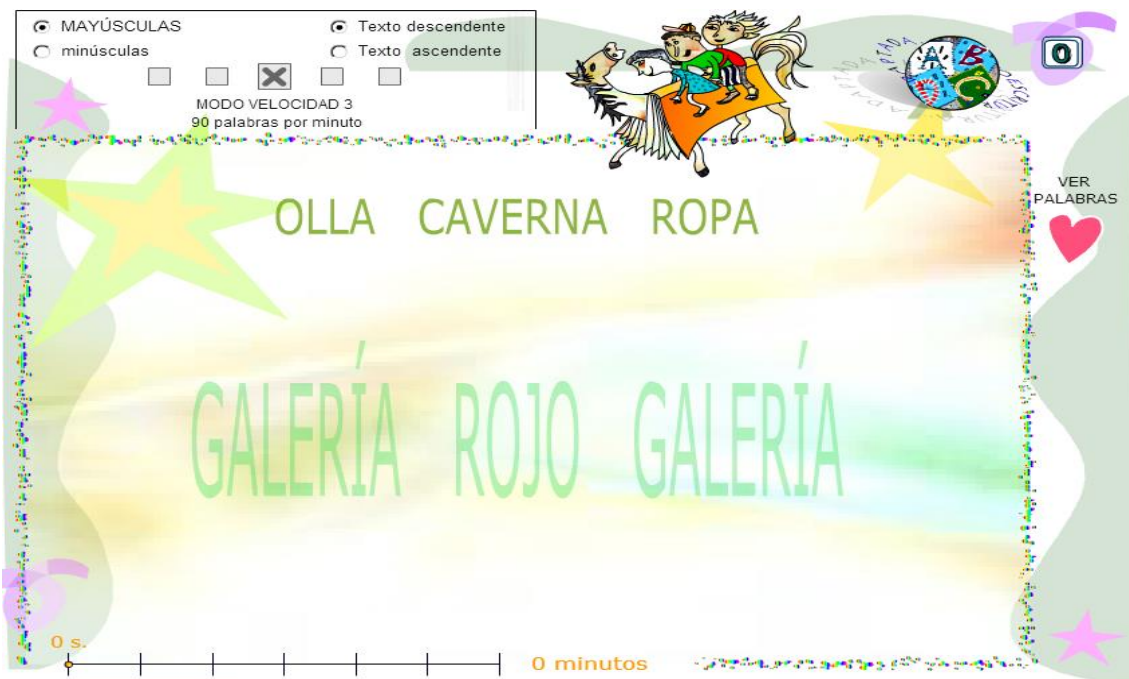 MAYÚSCULAS Texto descendente
minúsculas Texto ascendente
MODO VELOCIDAD 3
90 palabras por minuto
A B C
0
VER
PALABRAS
OLLA CAVERNA ROPA
GALERÍA ROJO GALERÍA
0 s.
0 minutos